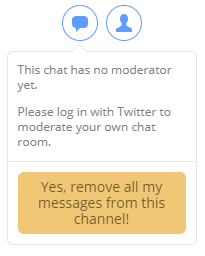 This chat has no moderator
yet.
Please log in with Twitter to
moderate your own chat
room.
Yes, remove all my
messages from this
channel!